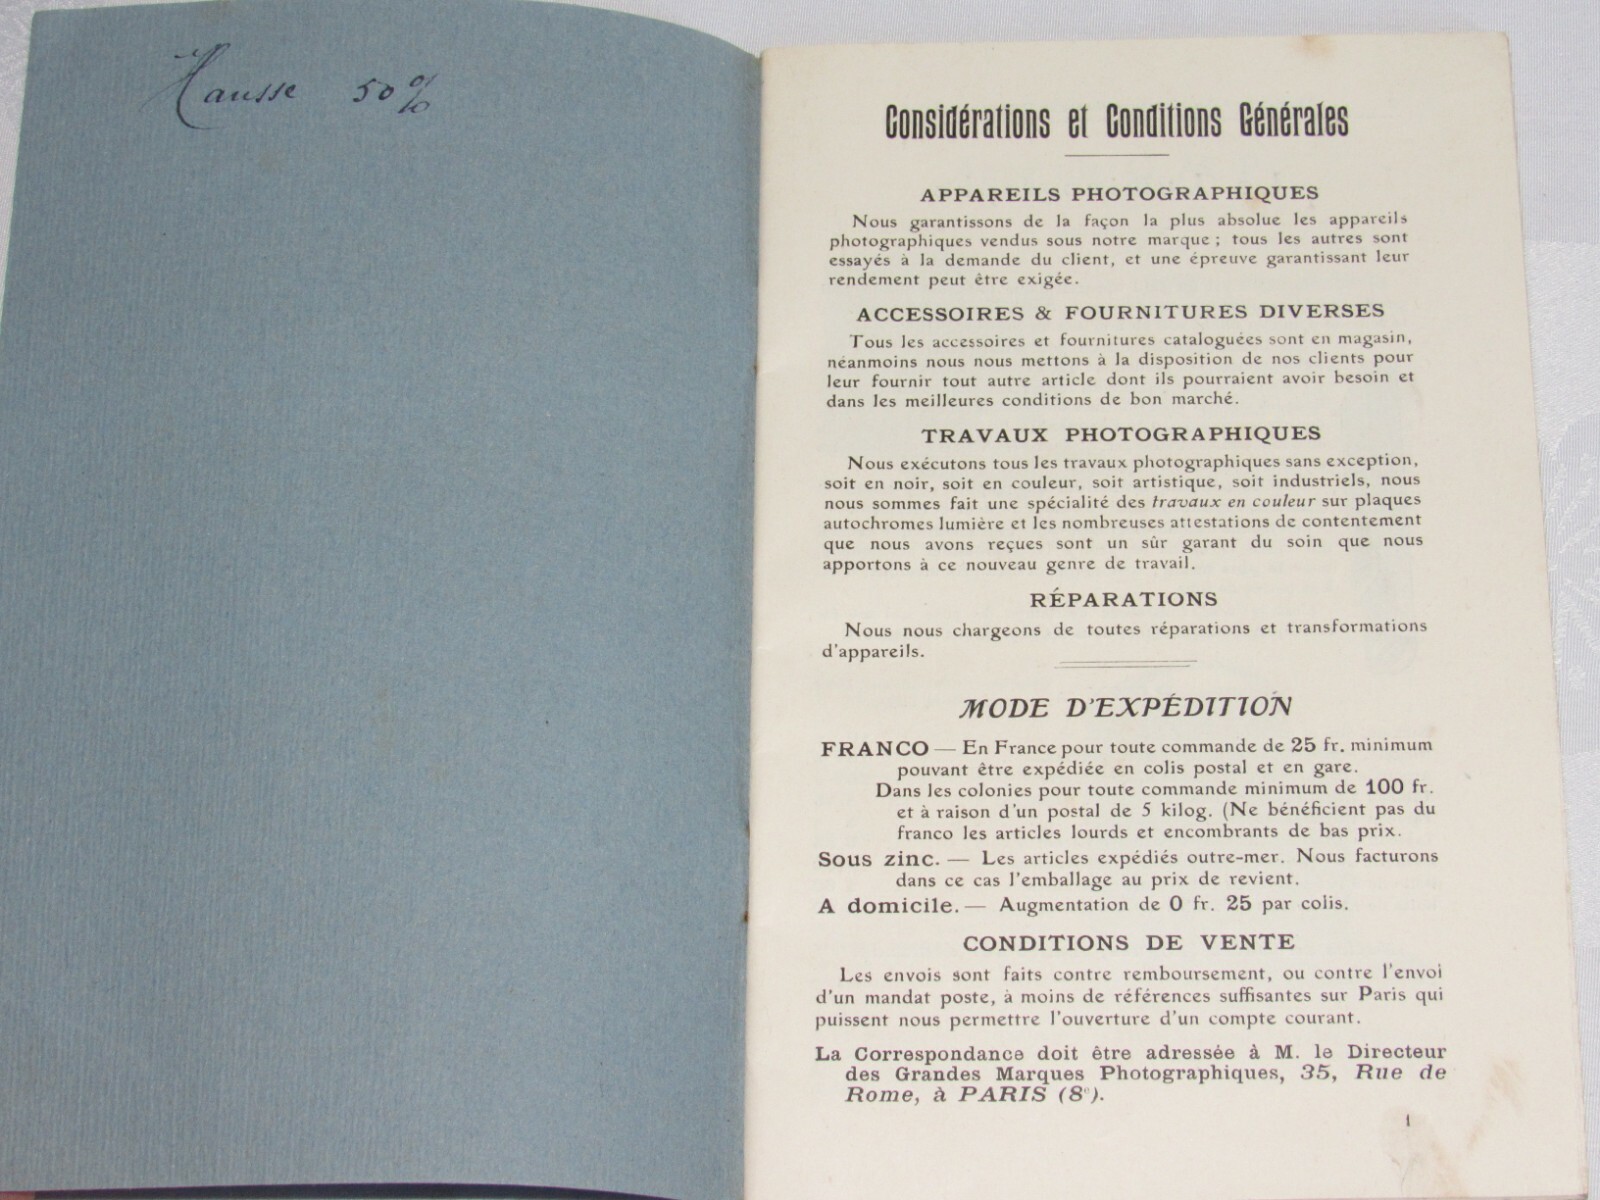 Hausse 50%
Considérations et Conditions Générales
APPAREILS PHOTOGRAPHIQUES
Nous garantissons de la façon la plus absolue les appareils
photographiques vendus sous notre marque ; tous les autres sont
essayés à la demande du client, et une épreuve garantissant leur
rendement peut être exigée.
ACCESSOIRES & FOURNITURES DIVERSES
Tous les accessoires et fournitures cataloguées sont en magasin,
néanmoins nous nous mettons à la disposition de nos clients pour
leur fournir tout autre article dont ils pourraient avoir besoin et
dans les meilleures conditions de bon marché.
TRAVAUX PHOTOGRAPHIQUES
Nous exécutons tous les travaux photographiques sans exception,
soit en noir, soit en couleur, soit artistique, soit industriels, nous
nous sommes fait une spécialité des travaux en couleur sur plaques
autochromes lumière et les nombreuses attestations de contentement
que nous avons reçues sont un sûr garant du soin que nous
apportons à ce nouveau genre de travail.
RÉPARATIONS
Nous nous chargeons de toutes réparations et transformations
d'appareils.
MODE D'EXPÉDITION
FRANCO — En France pour toute commande de 25 fr. minimum
pouvant être expédiée en colis postal et en gare.
Dans les colonies pour toute commande minimum de 100 fr.
et à raison d'un postal de 5 kilog. (Ne bénéficient pas du
franco les articles lourds et encombrants de bas prix.
Sous zinc. — Les articles expédiés outre-mer. Nous facturons
dans ce cas l'emballage au prix de revient.
A domicile. — Augmentation de 0 fr. 25 par colis.
CONDITIONS DE VENTE
Les envois sont faits contre remboursement, ou contre l'envoi
d'un mandat poste, à moins de références suffisantes sur Paris qui
puissent nous permettre l'ouverture d'un compte courant.
La Correspondance doit être adressée à M. le Directeur
des Grandes Marques Photographiques, 35, Rue de
Rome, à PARIS (8e).
1